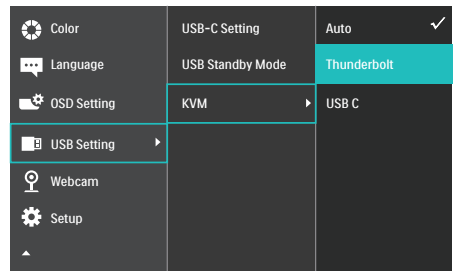 Color
Language
OSD Setting
USB Setting
Webcam
Setup
USB-C Setting
USB Standby Mode
KVM
Auto
Thunderbolt
USB C